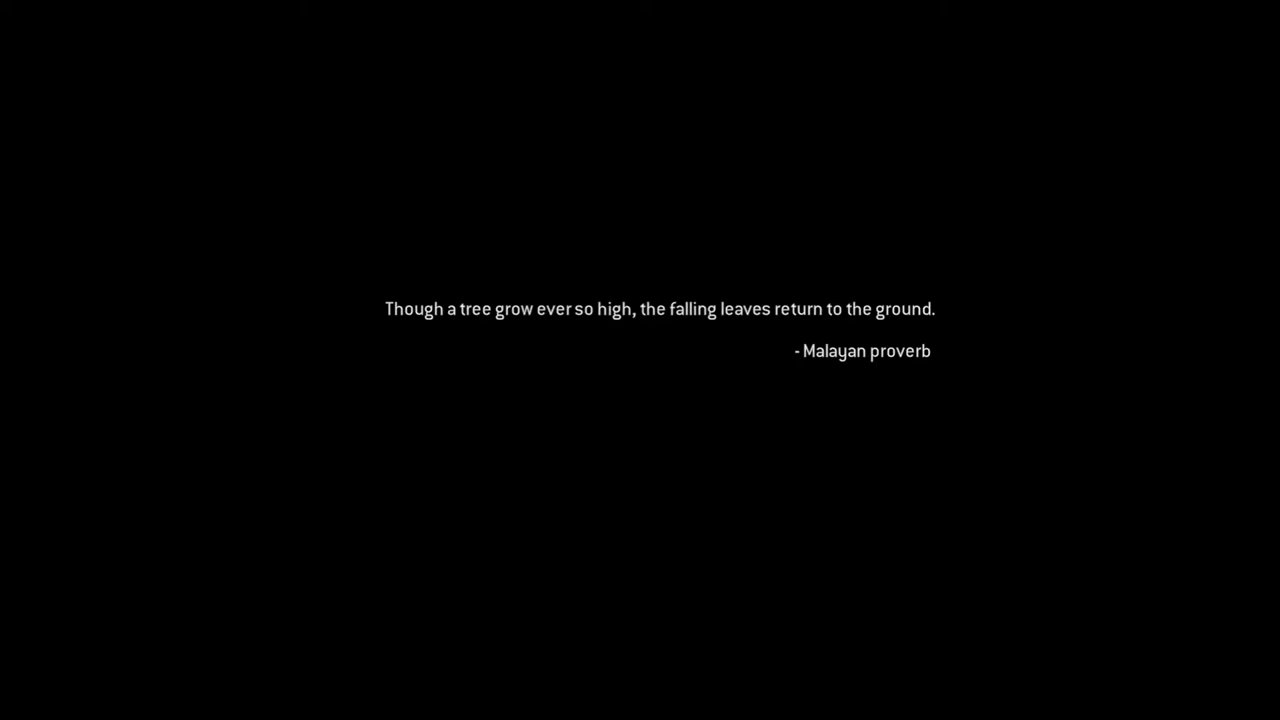 Though a tree grow ever so high, the falling leaves return to the ground.
- Malayan proverb